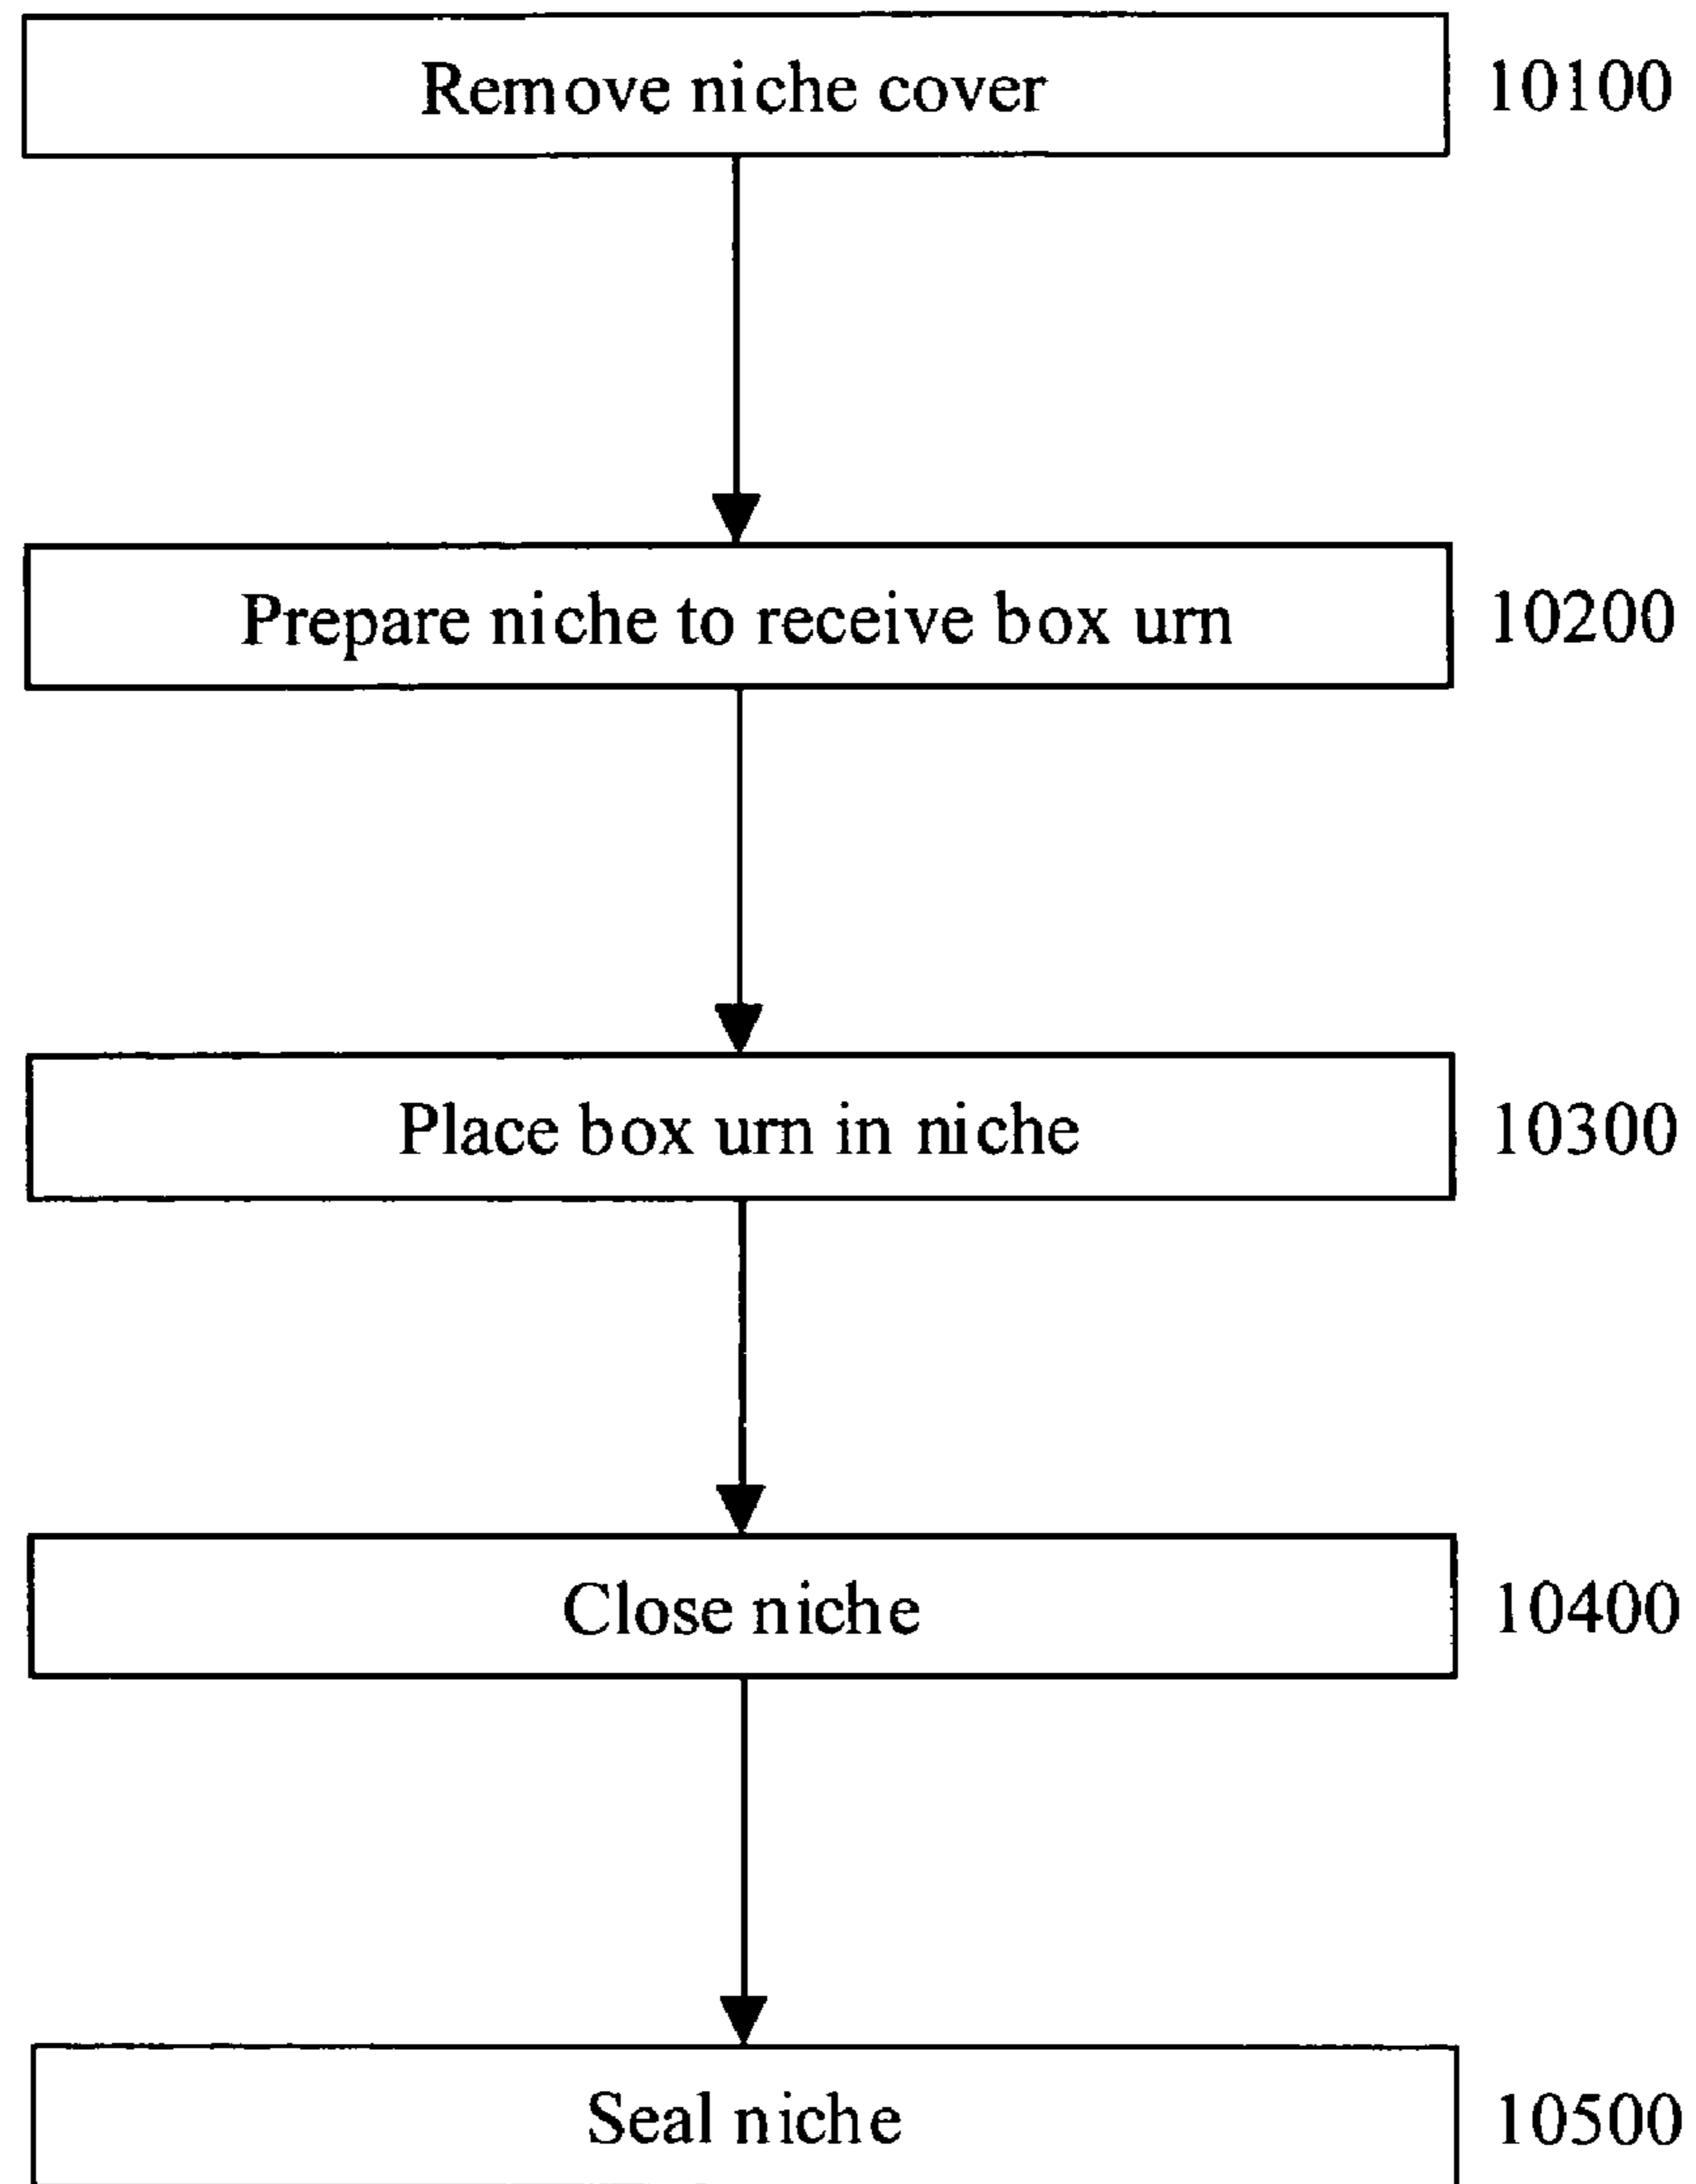 Remove niche cover 10100
Prepare niche to receive box urn 10200
Place box urn in niche 10300
Close niche 10400
Seal niche 10500